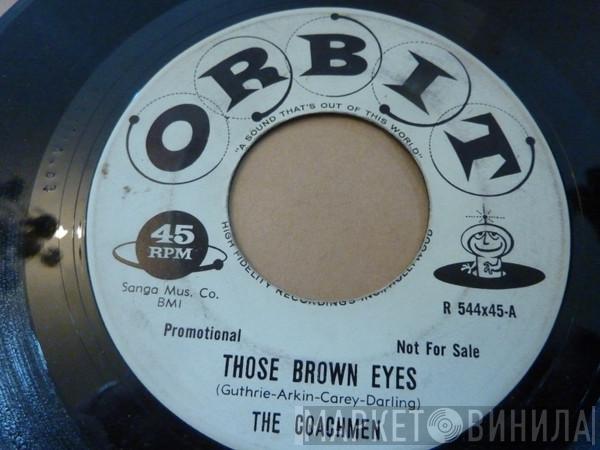 ORBIT
"A SOUND THAT'S OUT OF THIS WORLD"
45
RPM
HIGH FIDELITY RECORDINGS INC., HOLLYWOOD
Sanga Mus. Co.
BMI
R 544x45-A
Promotional
Not For Sale
THOSE BROWN EYES
(Guthrie-Arkin-Carey-Darling)
THE COACHMEN
МАРКЕТ ВИНИЛА